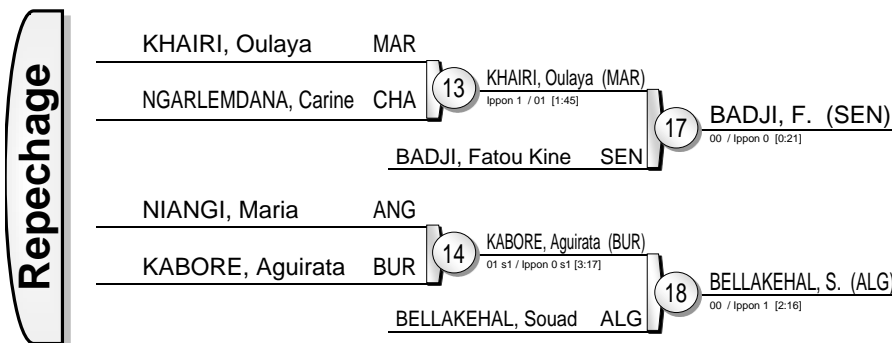 Repechage
KHAIRI, Oulaya MAR
NGARLEMDANA, Carine CHA
13
KHAIRI, Oulaya (MAR)
Ippon 1 / 01 [1:45]
BADJI, Fatou Kine SEN
17
BADJI, F. (SEN)
00 / Ippon 0 [0:21]
NIANGI, Maria ANG
KABORE, Aguirata BUR
14
KABORE, Aguirata (BUR)
01 s1 / Ippon 0 s1 [3:17]
BELLAKEHAL, Souad ALG
18
BELLAKEHAL, S. (ALG)
00 / Ippon 1 [2:16]